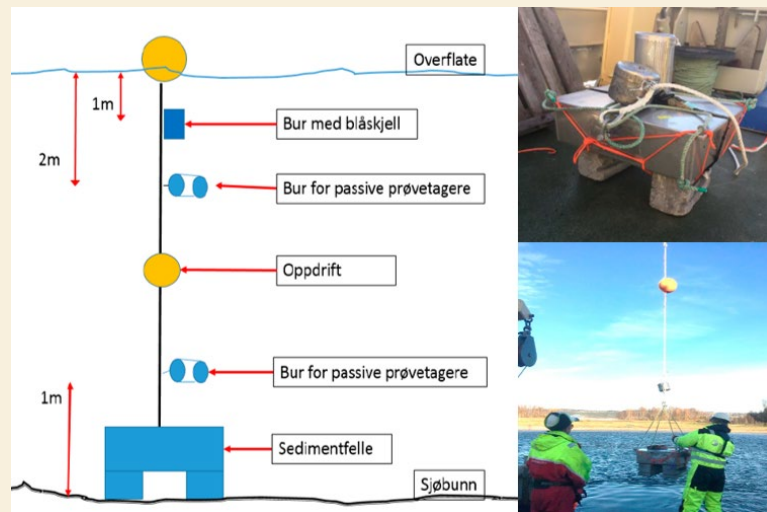 Overflate
1m
Bur med blåskjell
2m
Bur for passive prøvetagere
Oppdrift
Bur for passive prøvetagere
1m
Sedimentfelle
Sjøbunn